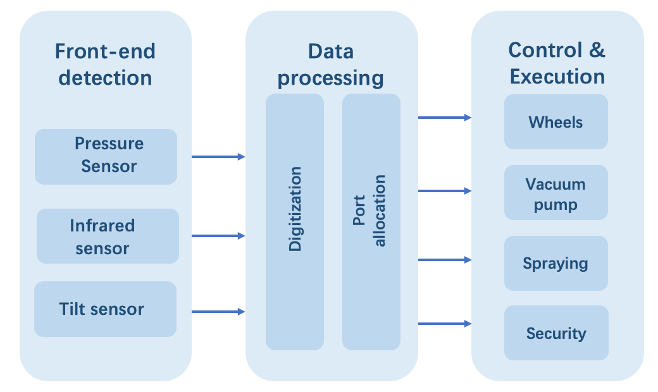 Front-end
detection
Pressure
Sensor
Infrared
sensor
Tilt sensor
Data
processing
Digitization
Port
allocation
Control &
Execution
Wheels
Vacuum
pump
Spraying
Security